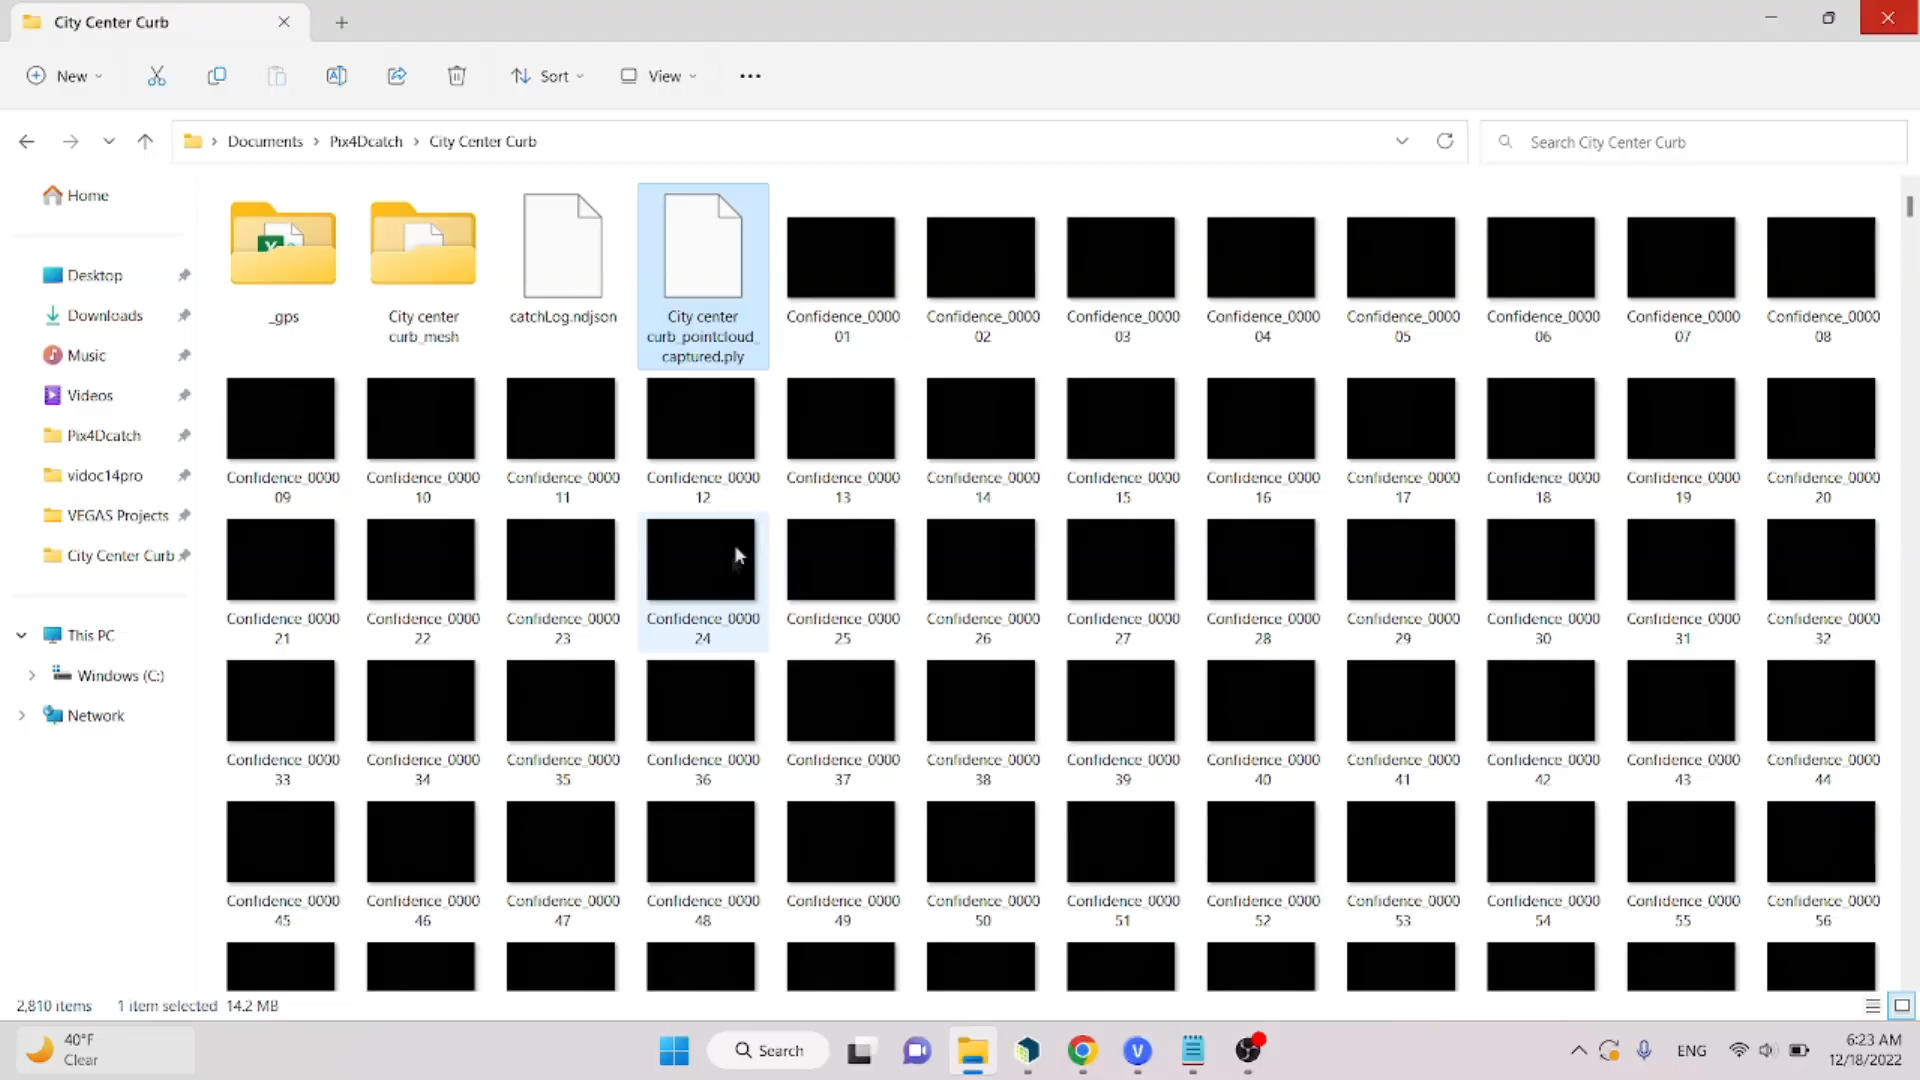 City Center Curb
New
Sort
View
Documents
Pix4Dcatch
City Center Curb
Search City Center Curb
Home
Desktop
Downloads
Music
Videos
Pix4Dcatch
vidoc14pro
VEGAS Projects
City Center Curb
This PC
Windows (C:)
Network
_gps
City center
curb_mesh
catchLog.ndjson
City center
curb_pointcloud_
captured.ply
Confidence_0000
01
Confidence_0000
02
Confidence_0000
03
Confidence_0000
04
Confidence_0000
05
Confidence_0000
06
Confidence_0000
07
Confidence_0000
08
Confidence_0000
09
Confidence_0000
10
Confidence_0000
11
Confidence_0000
12
Confidence_0000
13
Confidence_0000
14
Confidence_0000
15
Confidence_0000
16
Confidence_0000
17
Confidence_0000
18
Confidence_0000
19
Confidence_0000
20
Confidence_0000
21
Confidence_0000
22
Confidence_0000
23
Confidence_0000
24
Confidence_0000
25
Confidence_0000
26
Confidence_0000
27
Confidence_0000
28
Confidence_0000
29
Confidence_0000
30
Confidence_0000
31
Confidence_0000
32
Confidence_0000
33
Confidence_0000
34
Confidence_0000
35
Confidence_0000
36
Confidence_0000
37
Confidence_0000
38
Confidence_0000
39
Confidence_0000
40
Confidence_0000
41
Confidence_0000
42
Confidence_0000
43
Confidence_0000
44
Confidence_0000
45
Confidence_0000
46
Confidence_0000
47
Confidence_0000
48
Confidence_0000
49
Confidence_0000
50
Confidence_0000
51
Confidence_0000
52
Confidence_0000
53
Confidence_0000
54
Confidence_0000
55
Confidence_0000
56
2,810 items 1 item selected 14.2 MB
40°F
Clear
Search
V
ENG
6:23 AM
12/18/2022